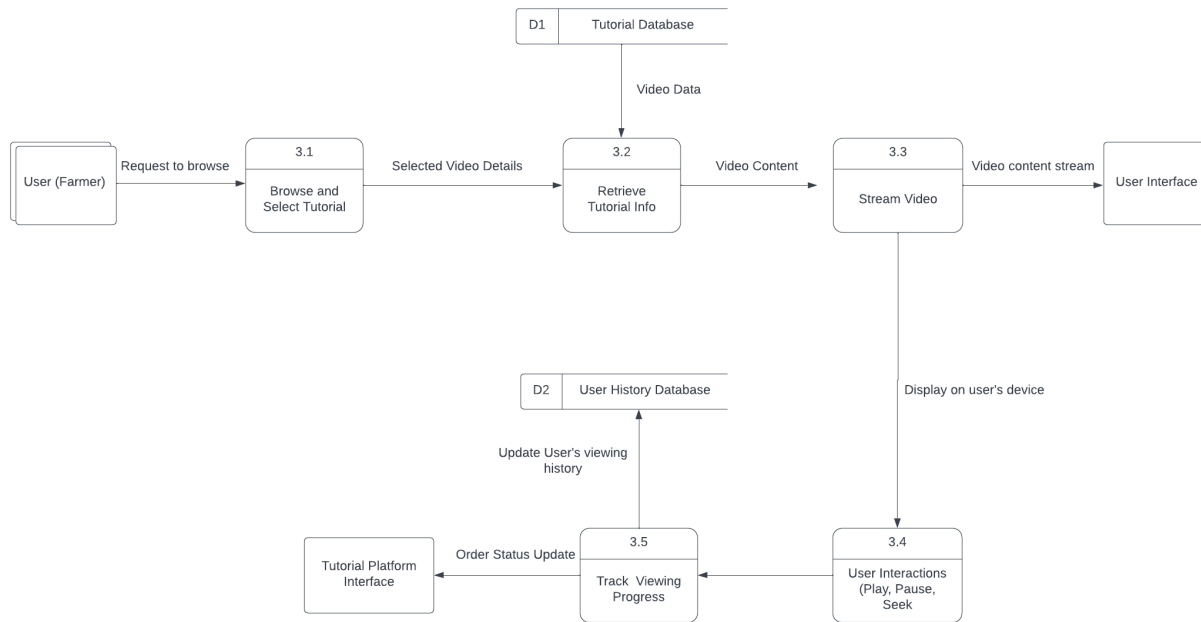 D1 Tutorial Database
Video Data
User (Farmer)
Request to browse
3.1
Browse and
Select Tutorial
Selected Video Details
3.2
Retrieve
Tutorial Info
Video Content
3.3
Stream Video
Video content stream
User Interface
Display on user's device
D2 User History Database
Update User's viewing
history
Tutorial Platform
Interface
Order Status Update
3.5
Track Viewing
Progress
3.4
User Interactions
(Play, Pause,
Seek